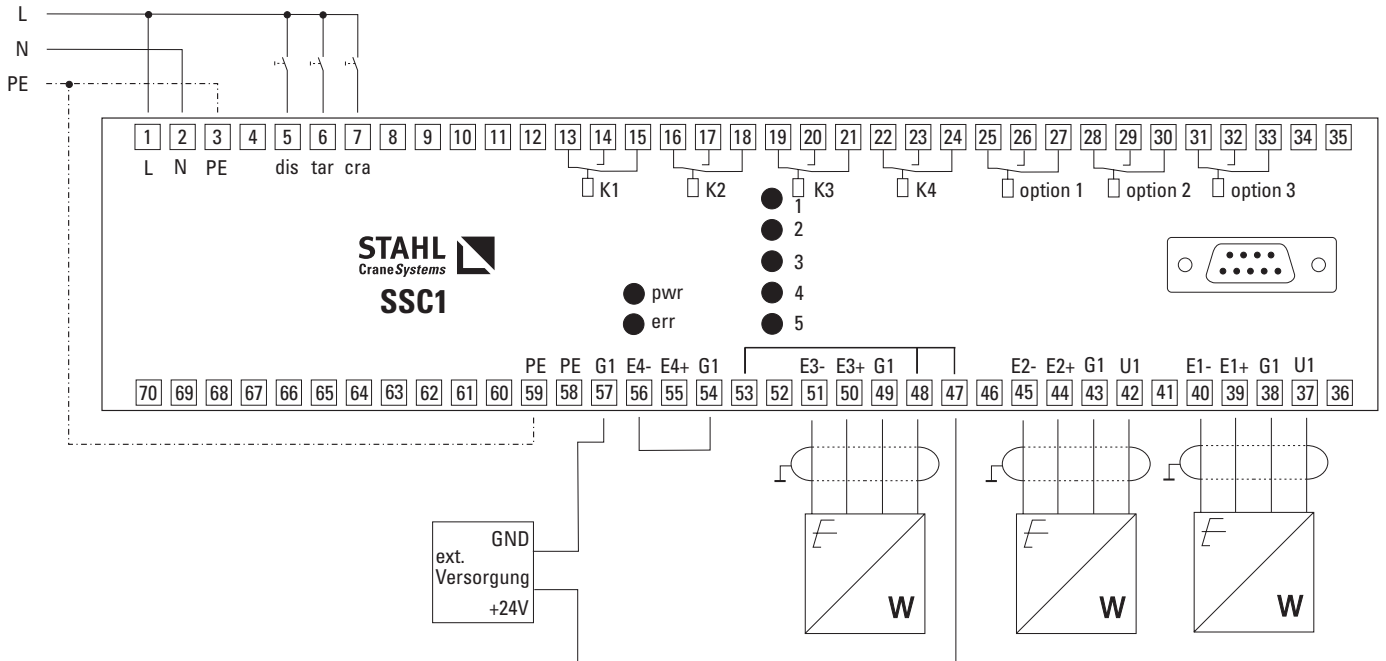 L
N
PE
1 2 3 4 5 6 7 8 9 10 11 12 13 14 15 16 17 18 19 20 21 22 23 24 25 26 27 28 29 30 31 32 33 34 35
L N PE dis tar cra
K1 K2 K3 K4 option 1 option 2 option 3
1
2
3
4
5
STAHL
CraneSystems
SSC1
pwr
err
PE PE G1 E4- E4+ G1 E3- E3+ G1 E2- E2+ G1 U1 E1- E1+ G1 U1
70 69 68 67 66 65 64 63 62 61 60 59 58 57 56 55 54 53 52 51 50 49 48 47 46 45 44 43 42 41 40 39 38 37 36
GND
ext.
Versorgung
+24V
W W W